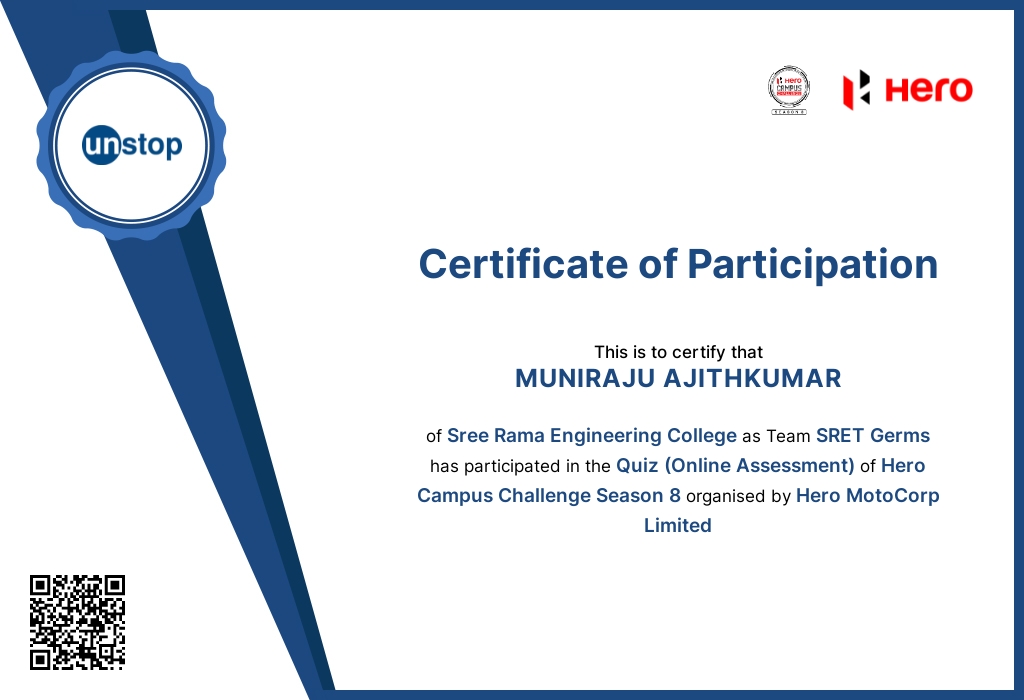 unstop
Hero
CAMPUS
SEASON 8
Hero
Certificate of Participation
This is to certify that
MUNIRAJU AJITHKUMAR
of Sree Rama Engineering College as Team SRET Germs
has participated in the Quiz (Online Assessment) of Hero
Campus Challenge Season 8 organised by Hero MotoCorp
Limited